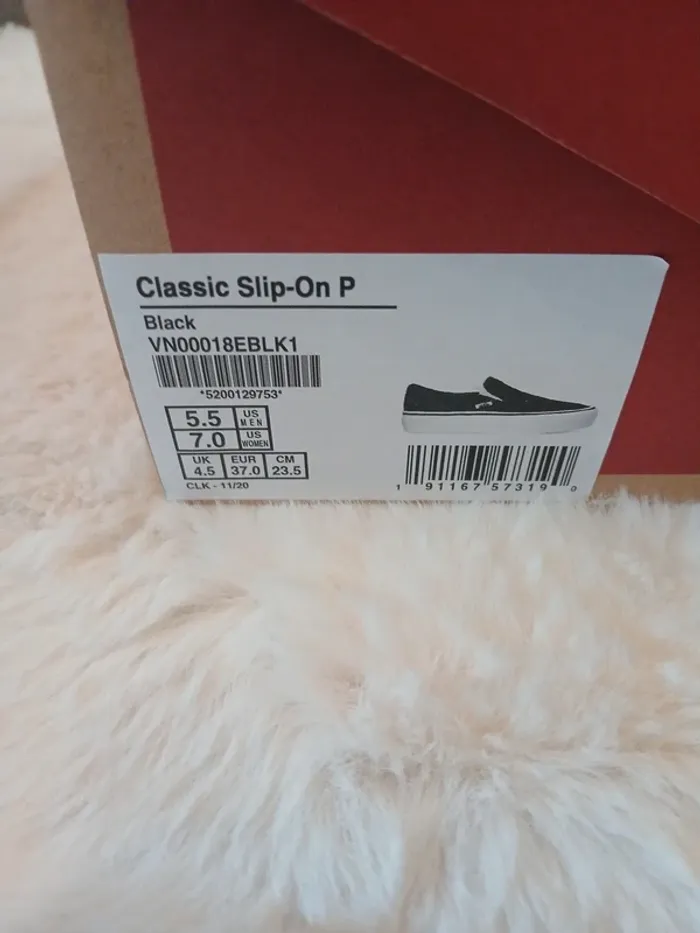 Classic Slip-On P
Black
VN00018EBLK1
*5200129753*
5.5 US MEN
7.0 US WOMEN
UK EUR CM
4.5 37.0 23.5
CLK - 11/20
1 91167 57319 0